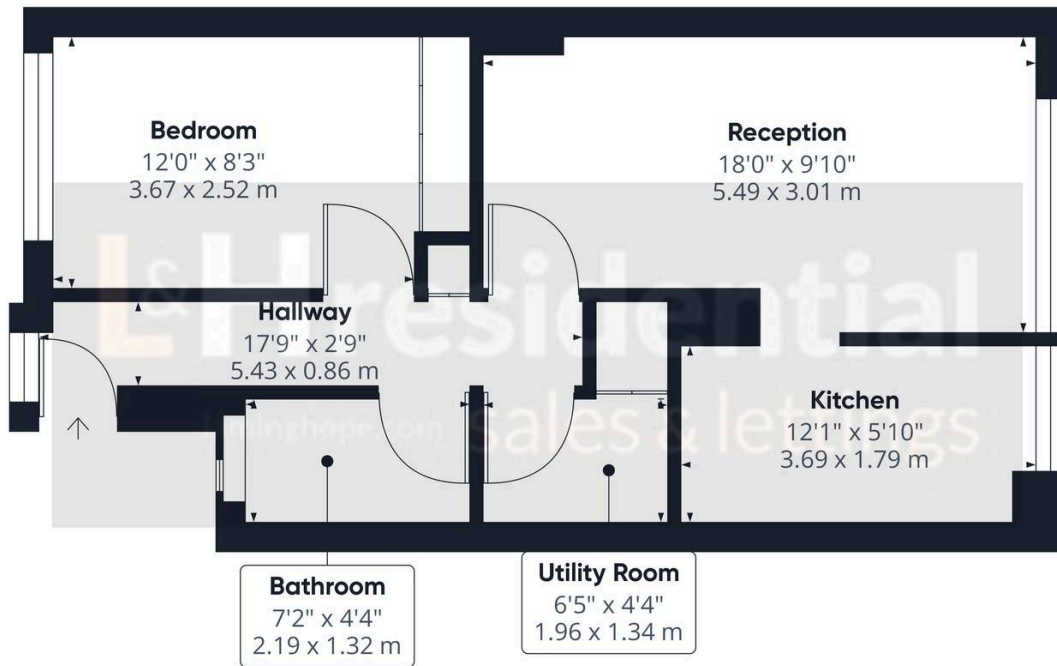 Bedroom
12'0" x 8'3"
3.67 x 2.52 m
Reception
18'0" x 9'10"
5.49 x 3.01 m
L&H residential
Hallway
17'9" x 2'9"
5.43 x 0.86 m
Kitchen
12'1" x 5'10"
3.69 x 1.79 m
sales & lettings
Bathroom
7'2" x 4'4"
2.19 x 1.32 m
Utility Room
6'5" x 4'4"
1.96 x 1.34 m